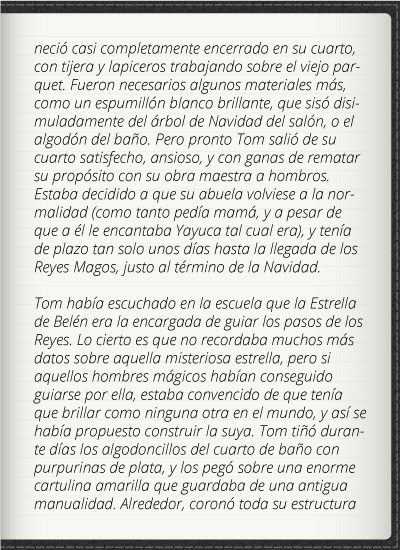 neció casi completamente encerrado en su cuarto,
con tijera y lapiceros trabajando sobre el viejo par-
quet. Fueron necesarios algunos materiales más,
como un espumillón blanco brillante, que sisó disi-
muladamente del árbol de Navidad del salón, o el
algodón del baño. Pero pronto Tom salió de su
cuarto satisfecho, ansioso, y con ganas de rematar
su propósito con su obra maestra a hombros.
Estaba decidido a que su abuela volviese a la nor-
malidad (como tanto pedía mamá, y a pesar de
que a él le encantaba Yayuca tal cual era), y tenía
de plazo tan solo unos días hasta la llegada de los
Reyes Magos, justo al término de la Navidad.

Tom había escuchado en la escuela que la Estrella
de Belén era la encargada de guiar los pasos de los
Reyes. Lo cierto es que no recordaba muchos más
datos sobre aquella misteriosa estrella, pero si
aquellos hombres mágicos habían conseguido
guiarse por ella, estaba convencido de que tenía
que brillar como ninguna otra en el mundo, y así se
había propuesto construir la suya. Tom tiñó duran-
te días los algodoncillos del cuarto de baño con
purpurinas de plata, y los pegó sobre una enorme
cartulina amarilla que guardaba de una antigua
manualidad. Alrededor, coronó toda su estructura